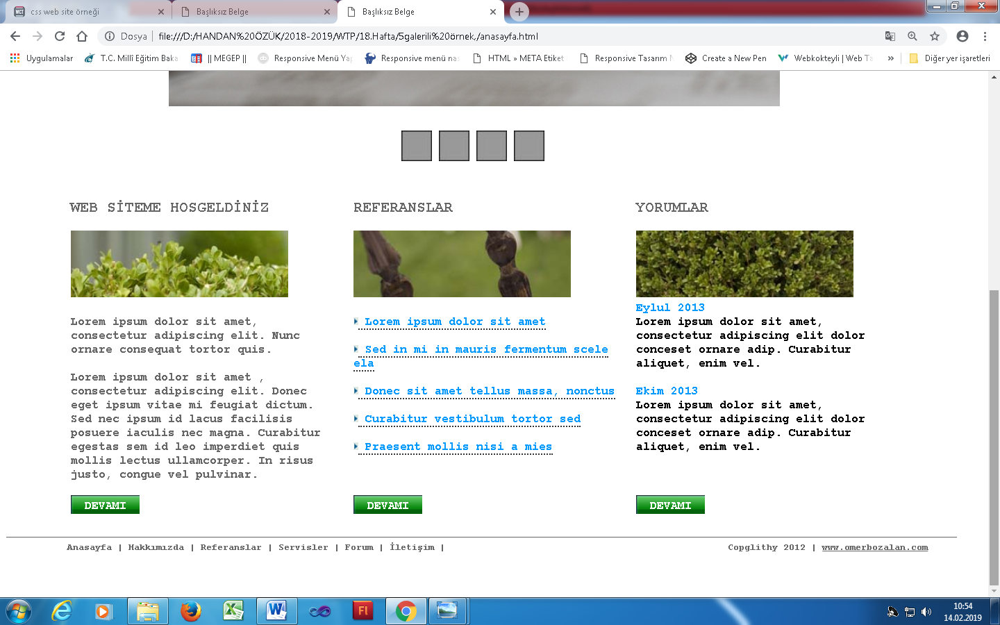 css web site örneği
Başlıksız Belge
Başlıksız Belge
Dosya
file:///D:/HANDAN%20ÖZÜK/2018-2019/WTP/18.Hafta/5galerili%20örnek,/anasayfa.html
Uygulamalar
T.C. Millî Eğitim Baka
|| MEGEP ||
Responsive Menü Yap
Responsive menü nas
HTML » META Etiket
Responsive Tasarım
Create a New Pen
Webkokteyli | Web Ta
»
Diğer yer işaretleri
WEB SİTEME HOSGELDİNİZ
REFERANSLAR
YORUMLAR
Lorem ipsum dolor sit amet,
consectetur adipiscing elit. Nunc
ornare consequat tortor quis.
Lorem ipsum dolor sit amet ,
consectetur adipiscing elit. Donec
eget ipsum vitae mi feugiat dictum.
Sed nec ipsum id lacus facilisis
posuere iaculis nec magna. Curabitur
egestas sem id leo imperdiet quis
mollis lectus ullamcorper. In risus
justo, congue vel pulvinar.
DEVAMI
Lorem ipsum dolor sit amet
Sed in mi in mauris fermentum scele
ela
Donec sit amet tellus massa, nonctus
Curabitur vestibulum tortor sed
Praesent mollis nisi a mies
DEVAMI
Eylul 2013
Lorem ipsum dolor sit amet,
consectetur adipiscing elit dolor
conceset ornare adip. Curabitur
aliquet, enim vel.
Ekim 2013
Lorem ipsum dolor sit amet,
consectetur adipiscing elit dolor
conceset ornare adip. Curabitur
aliquet, enim vel.
DEVAMI
Anasayfa | Hakkımızda | Referanslar | Servisler | Forum | İletişim |
Copglithy 2012 | www.omerbozalan.com
10:54
14.02.2019